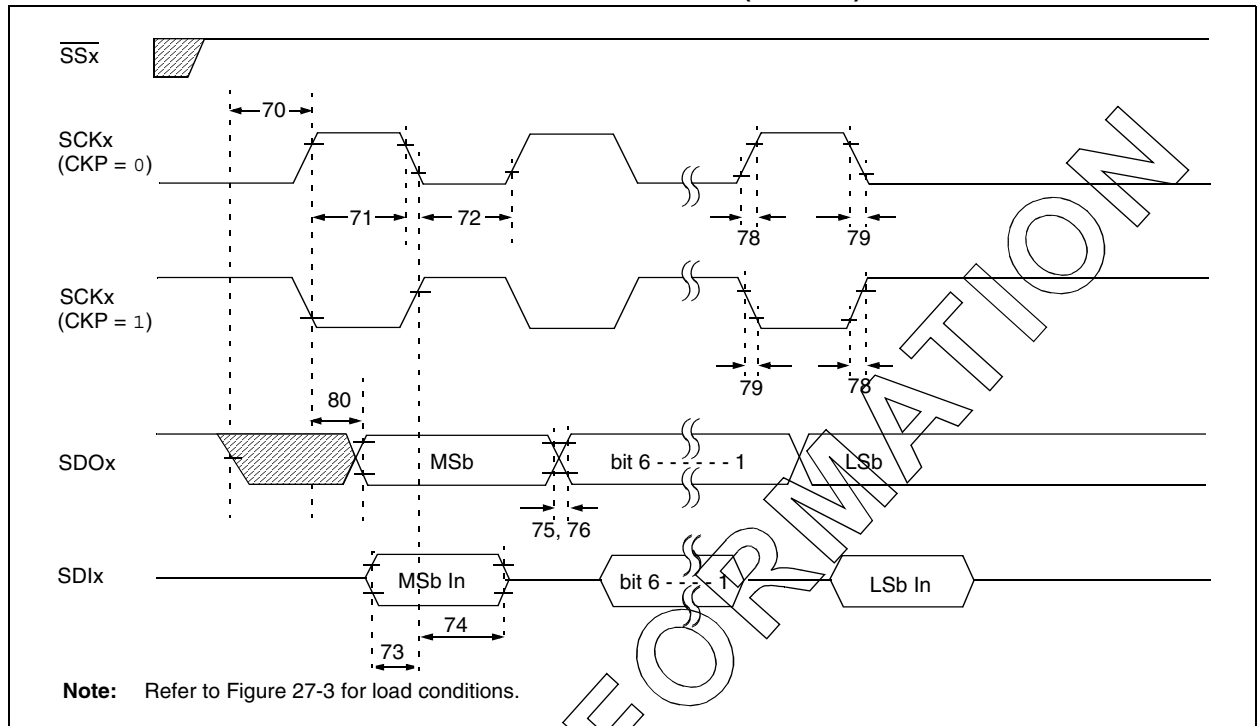 SSx
70
SCKx
(CKP = 0)
71
72
78
79
SCKx
(CKP = 1)
79
78
80
SDOx
MSb
bit 6 - - - - - - 1
LSb
75, 76
SDIx
MSb In
bit 6 - - - - 1
LSb In
74
73
Note: Refer to Figure 27-3 for load conditions.
FORMATION